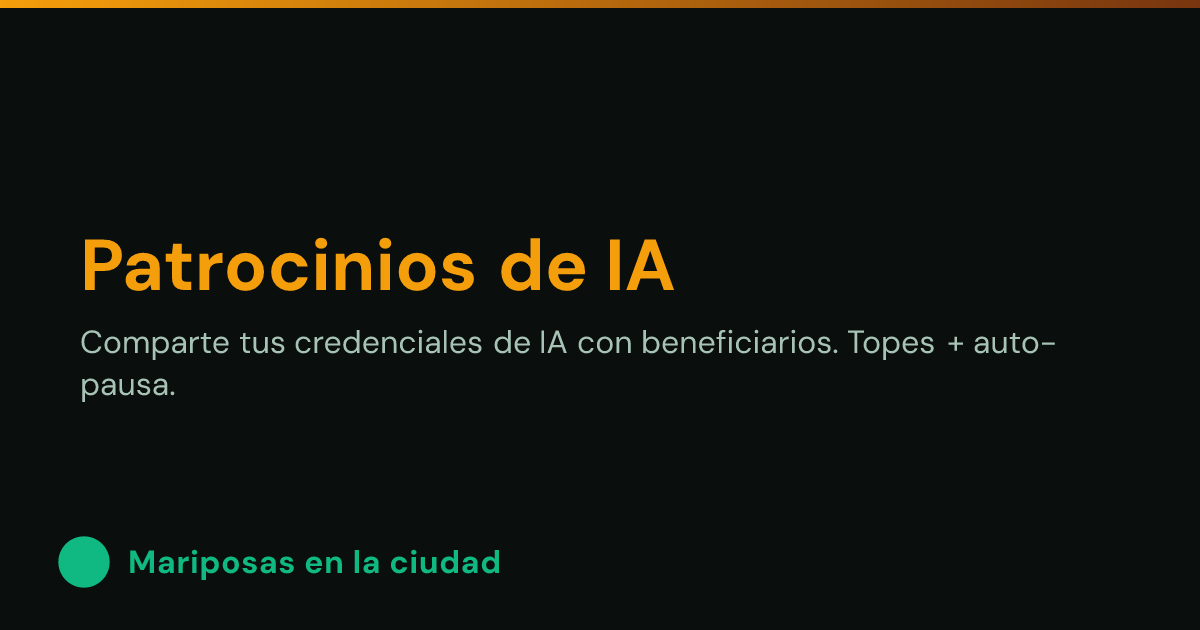 Patrocinios de IA
Comparte tus credenciales de IA con beneficiarios. Topes + auto-
pausa.
Mariposas en la ciudad